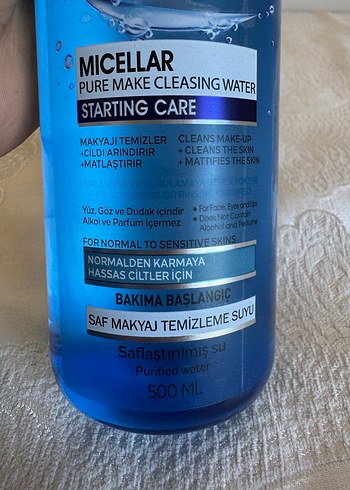 MICELLAR
PURE MAKE CLEASING WATER
STARTING CARE
MAKYAJI TEMİZLER
+CİLDİ ARINDIRIR
+MATLAŞTIRIR
CLEANS MAKE-UP
+ CLEANS THE SKIN
+ MATTIFIES THE SKIN
Yüz, Göz ve Dudak içindir
Alkol ve Parfüm İçermez
• For Face, Eyes and Lips
• Does Not Contain
Alcohol and Perfume
FOR NORMAL TO SENSITIVE SKINS
NORMALDEN KARMAYA
HASSAS CİLTLER İÇİN
BAKIMA BAŞLANGIÇ
SAF MAKYAJ TEMİZLEME SUYU
Saflaştırılmış su
Purified water
500 ML